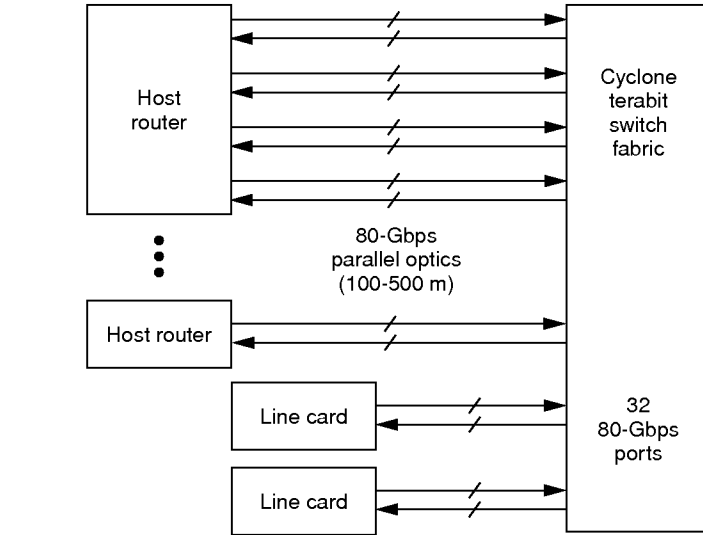 Host
router
Cyclone
terabit
switch
fabric
80-Gbps
parallel optics
(100-500 m)
Host router
Line card
32
80-Gbps
ports
Line card